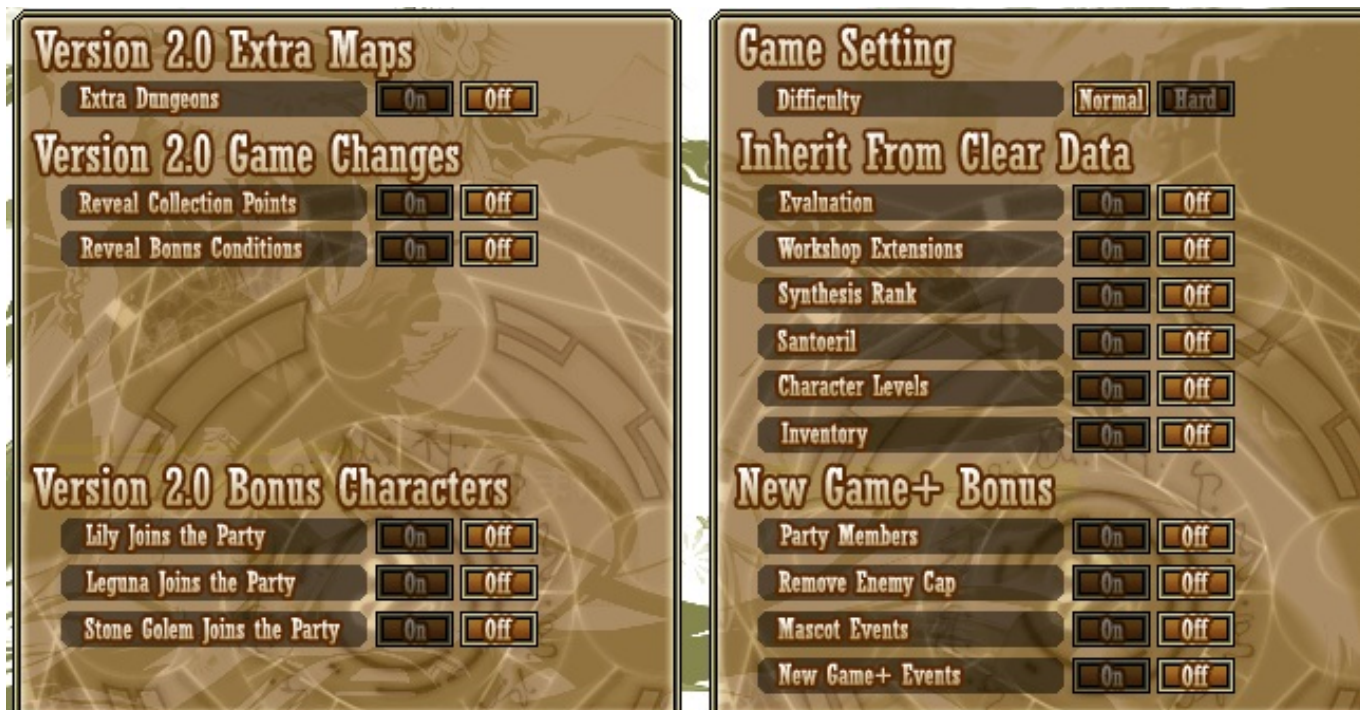 Version 2.0 Extra Maps
Extra Dungeons On Off
Version 2.0 Game Changes
Reveal Collection Points On Off
Reveal Bonus Conditions On Off
Version 2.0 Bonus Characters
Lily Joins the Party On Off
Leguna Joins the Party On Off
Stone Golem Joins the Party On Off
Game Setting
Difficulty Normal Hard
Inherit From Clear Data
Evaluation On Off
Workshop Extensions On Off
Synthesis Rank On Off
Santoeril On Off
Character Levels On Off
Inventory On Off
New Game+ Bonus
Party Members On Off
Remove Enemy Cap On Off
Mascot Events On Off
New Game+ Events On Off